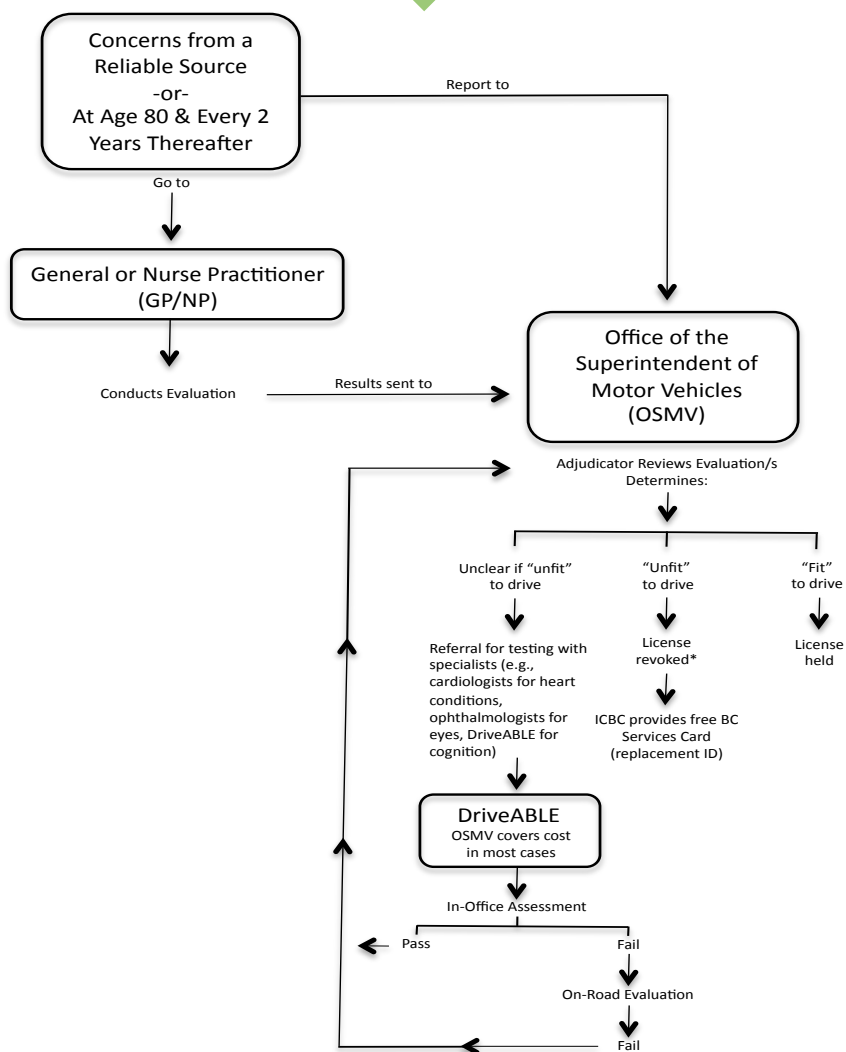 Concerns from a
Reliable Source
-or-
At Age 80 & Every 2
Years Thereafter
Report to
Go to
General or Nurse Practitioner
(GP/NP)
Office of the
Superintendent of
Motor Vehicles
(OSMV)
Conducts Evaluation
Results sent to
Adjudicator Reviews Evaluation/s
Determines:
Unclear if “unfit”
to drive
“Unfit”
to drive
“Fit”
to drive
Referral for testing with
specialists (e.g.,
cardiologists for heart
conditions,
ophthalmologists for
eyes, DriveABLE for
cognition)
License
revoked*
License
held
ICBC provides free BC
Services Card
(replacement ID)
DriveABLE
OSMV covers cost
in most cases
In-Office Assessment
Pass
Fail
On-Road Evaluation
Fail